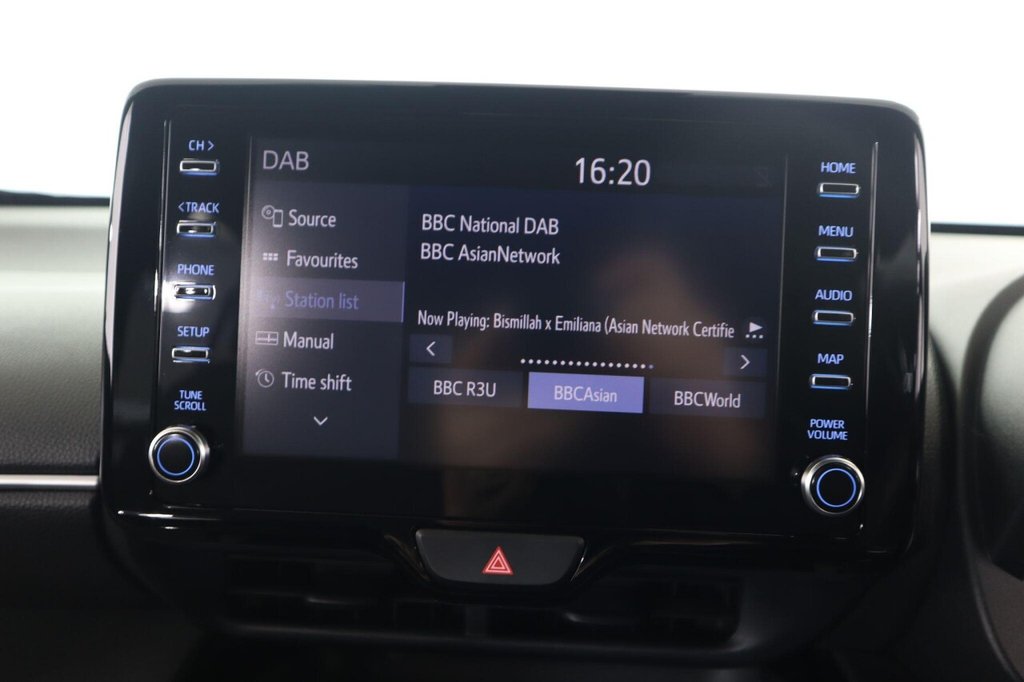 CH >
< TRACK
PHONE
SETUP
TUNE
SCROLL
DAB
16:20
Source
Favourites
Station list
Manual
Time shift
BBC National DAB
BBC AsianNetwork
Now Playing: Bismillah x Emiliana (Asian Network Certifie
BBC R3U
BBCAsian
BBCWorld
HOME
MENU
AUDIO
MAP
POWER
VOLUME